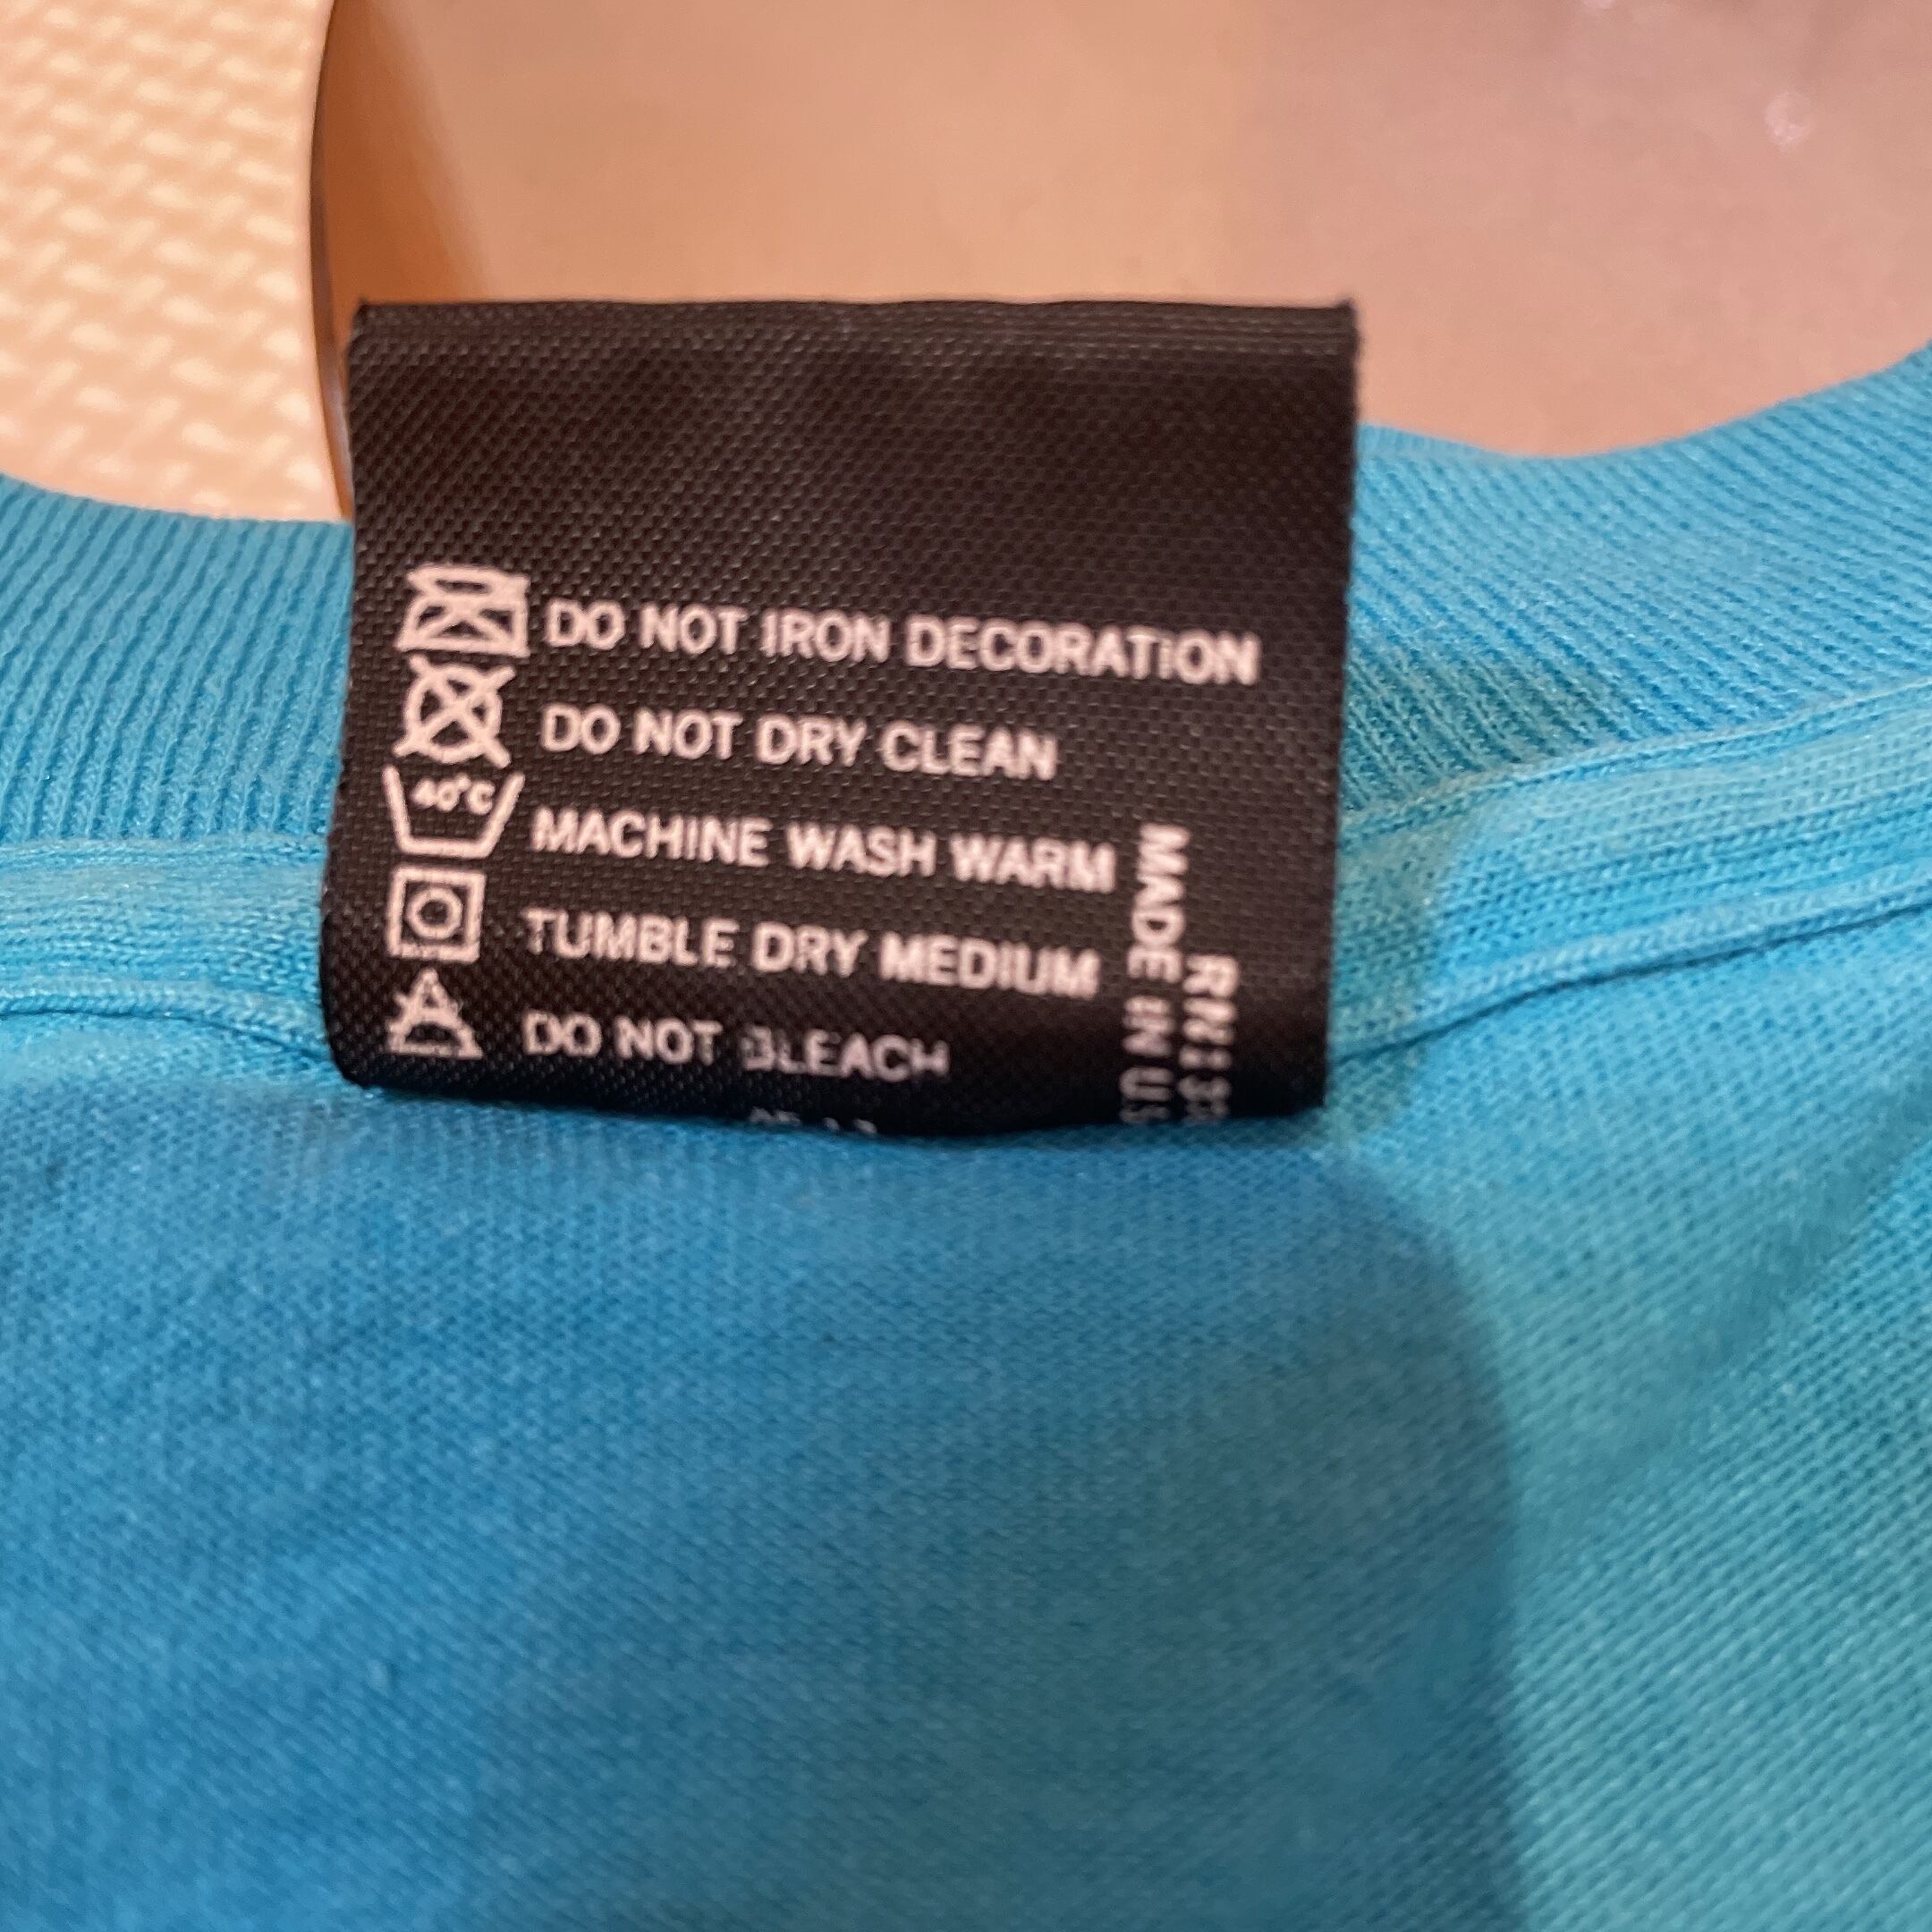 DO NOT IRON DECORATION
DO NOT DRY CLEAN
40°C
MACHINE WASH WARM
TUMBLE DRY MEDIUM
DO NOT BLEACH
MADE IN U.S